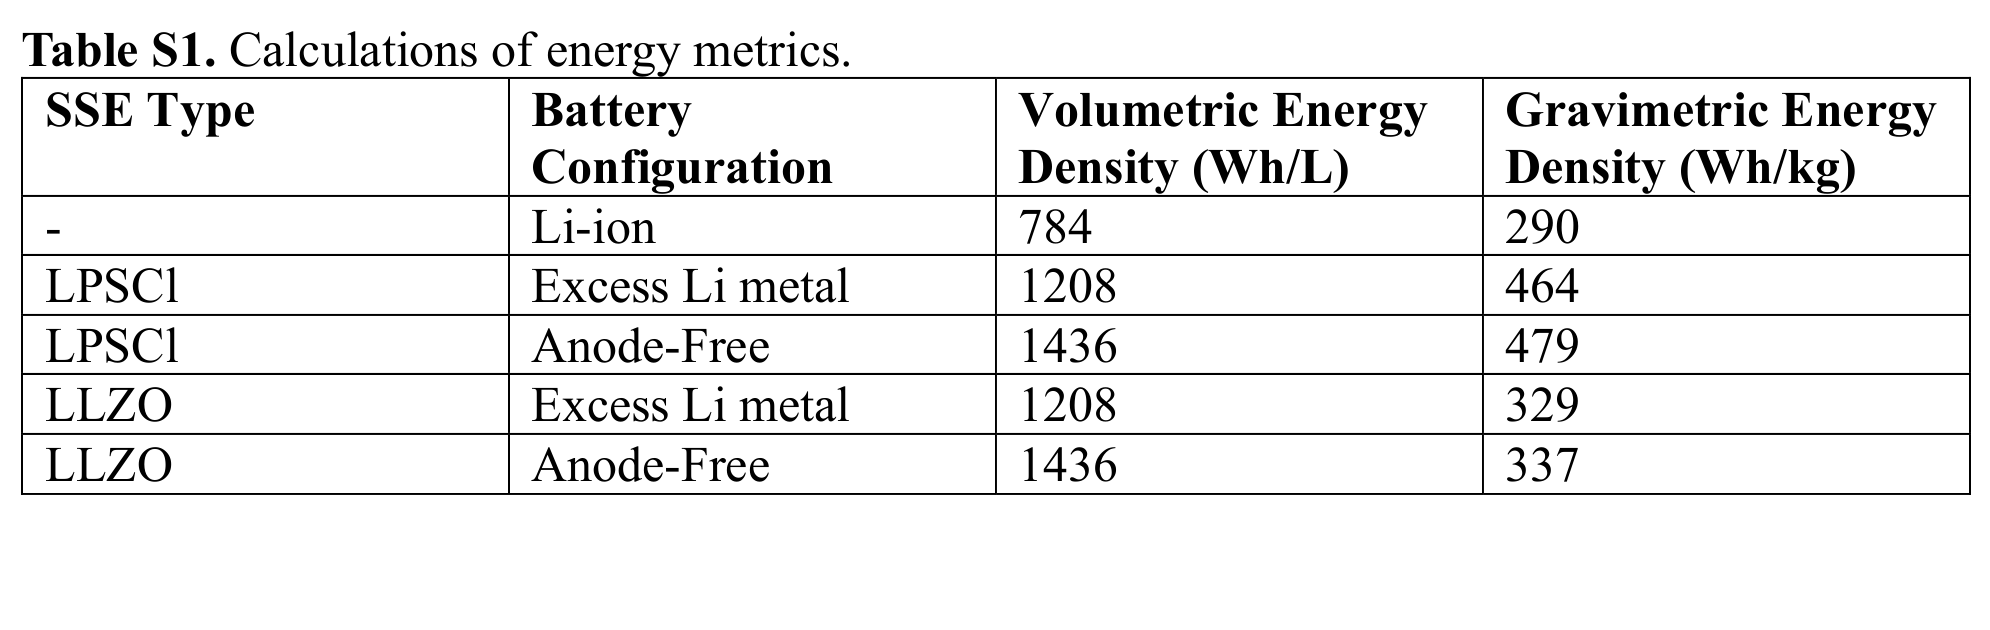 Table S1. Calculations of energy metrics.
SSE Type
Battery Configuration
Volumetric Energy Density (Wh/L)
Gravimetric Energy Density (Wh/kg)
- Li-ion 784 290
LPSCl Excess Li metal 1208 464
LPSCl Anode-Free 1436 479
LLZO Excess Li metal 1208 329
LLZO Anode-Free 1436 337